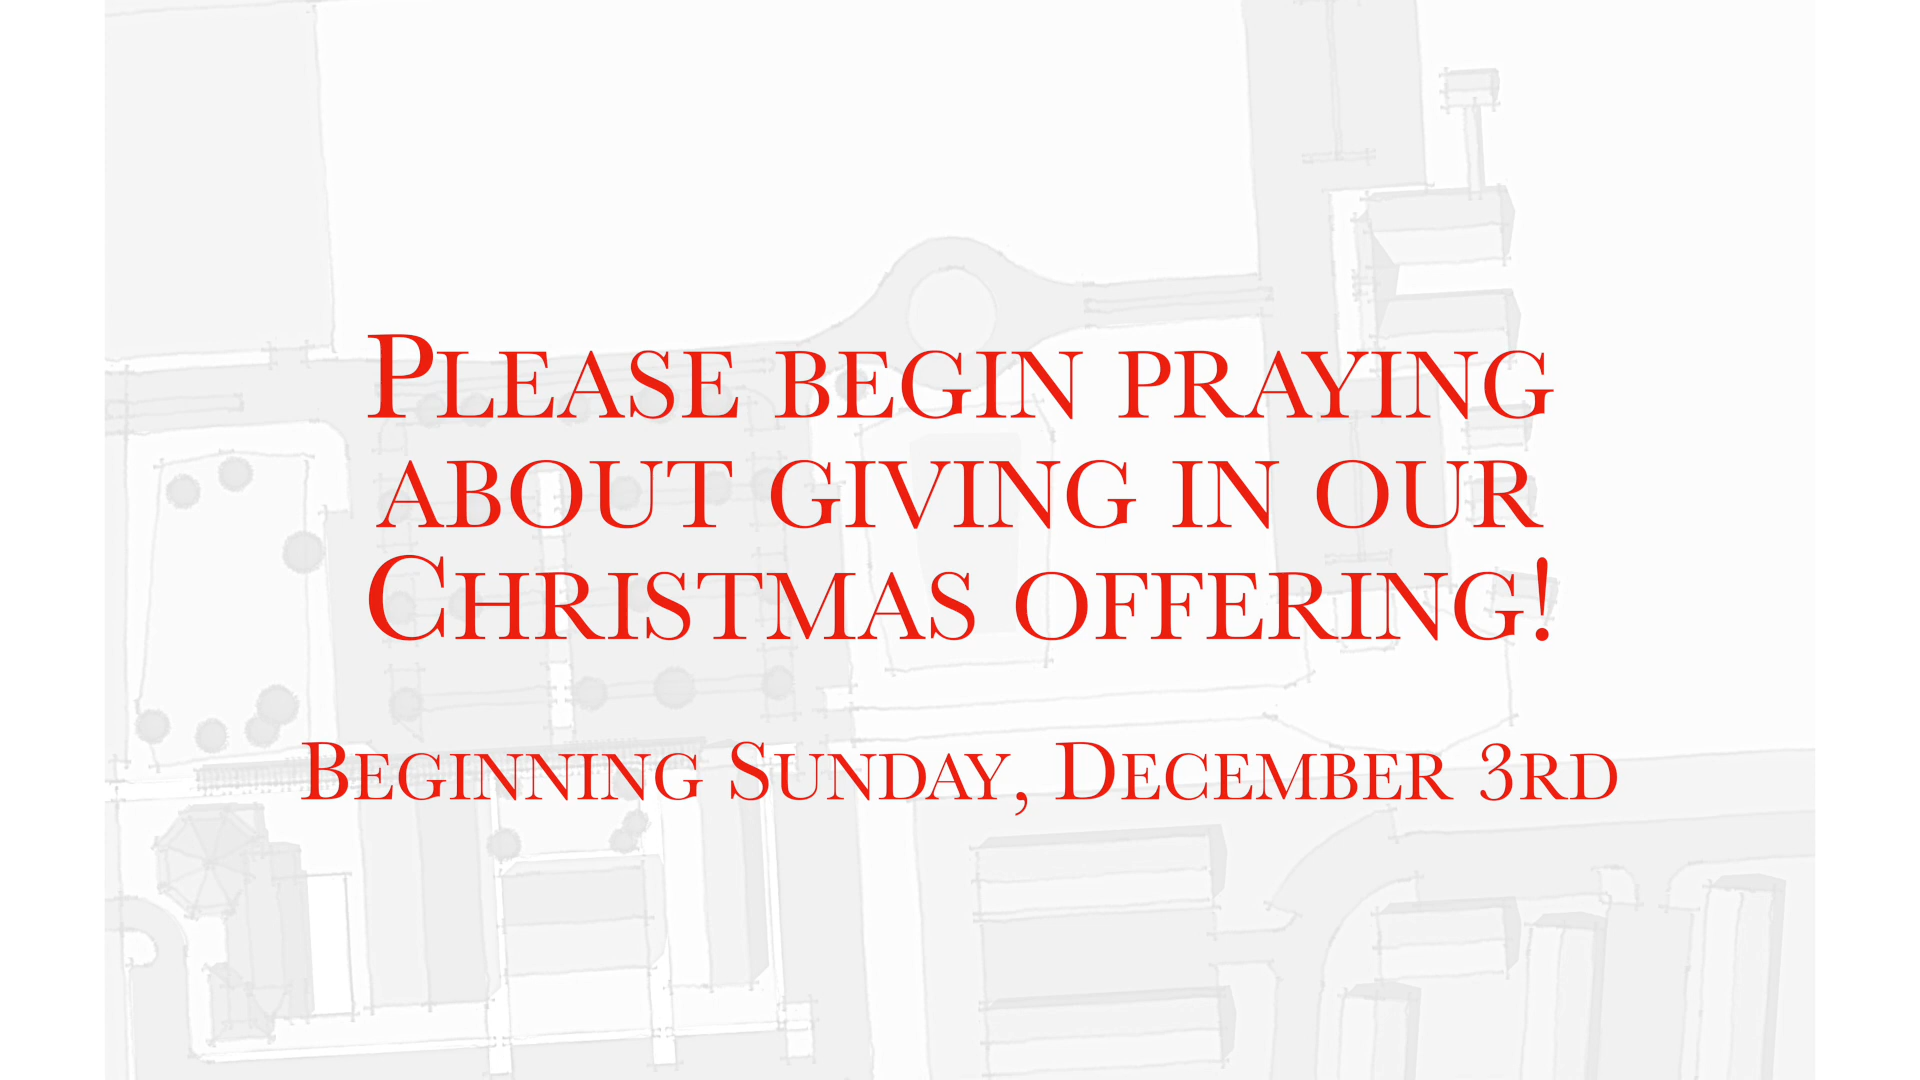 Please begin praying
about giving in our
Christmas offering!
Beginning Sunday, December 3rd